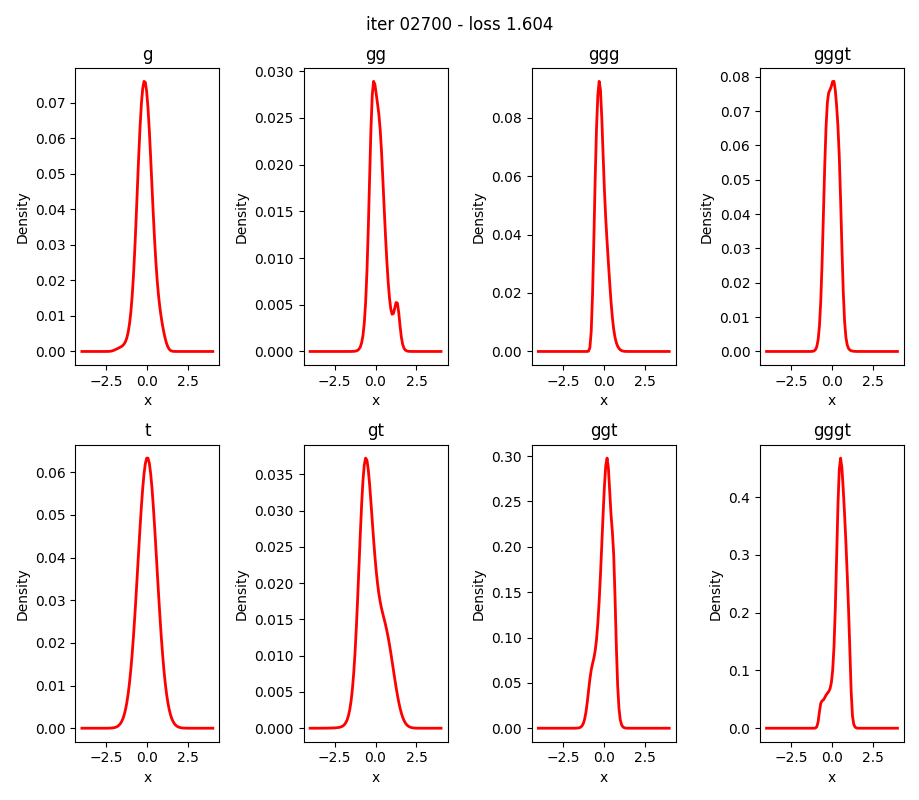 iter 02700 - loss 1.604
g
gg
ggg
gggt
0.07
0.06
0.05
0.04
0.03
0.02
0.01
0.00
Density
−2.5 0.0 2.5
x
0.030
0.025
0.020
0.015
0.010
0.005
0.000
Density
−2.5 0.0 2.5
x
0.08
0.06
0.04
0.02
0.00
Density
−2.5 0.0 2.5
x
0.08
0.07
0.06
0.05
0.04
0.03
0.02
0.01
0.00
Density
−2.5 0.0 2.5
x
t
gt
ggt
gggt
0.06
0.05
0.04
0.03
0.02
0.01
0.00
Density
−2.5 0.0 2.5
x
0.035
0.030
0.025
0.020
0.015
0.010
0.005
0.000
Density
−2.5 0.0 2.5
x
0.30
0.25
0.20
0.15
0.10
0.05
0.00
Density
−2.5 0.0 2.5
x
0.4
0.3
0.2
0.1
0.0
Density
−2.5 0.0 2.5
x